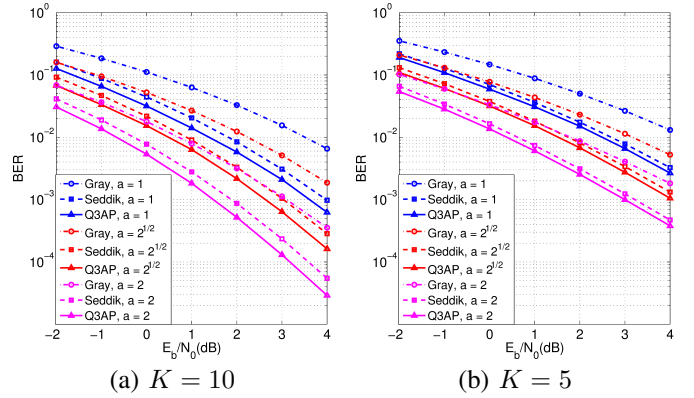 10^0
10^-1
10^-2
10^-3
10^-4
BER
Gray, a = 1
Seddik, a = 1
Q3AP, a = 1
Gray, a = 2^1/2
Seddik, a = 2^1/2
Q3AP, a = 2^1/2
Gray, a = 2
Seddik, a = 2
Q3AP, a = 2
−2 −1 0 1 2 3 4
E_b/N_0(dB)
(a) K = 10
10^0
10^-1
10^-2
10^-3
10^-4
BER
Gray, a = 1
Seddik, a = 1
Q3AP, a = 1
Gray, a = 2^1/2
Seddik, a = 2^1/2
Q3AP, a = 2^1/2
Gray, a = 2
Seddik, a = 2
Q3AP, a = 2
−2 −1 0 1 2 3 4
E_b/N_0(dB)
(b) K = 5